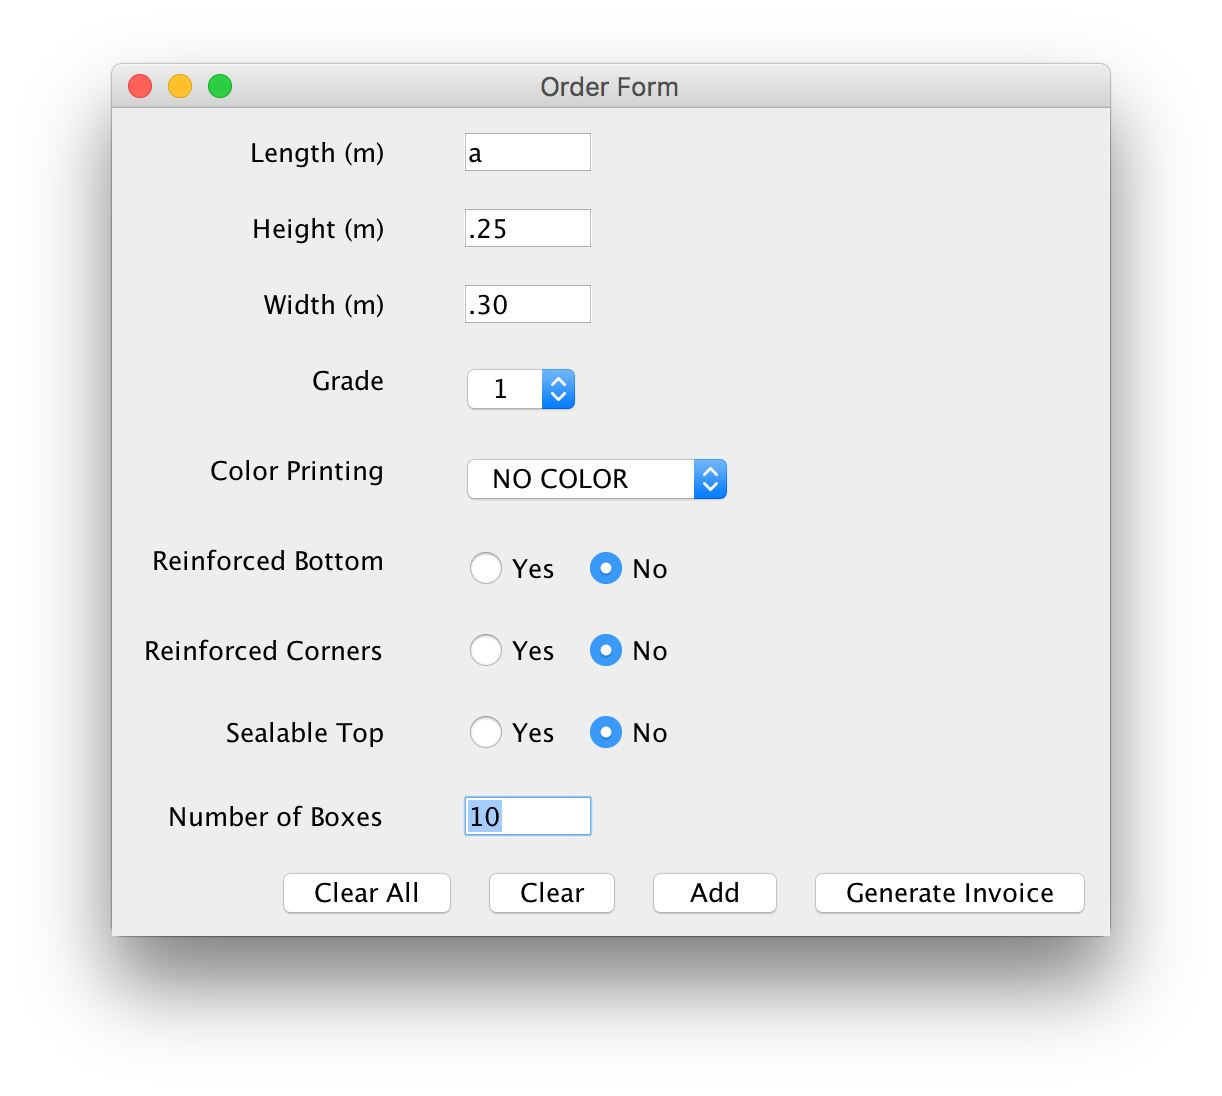 Order Form
Length (m) a
Height (m) .25
Width (m) .30
Grade 1
Color Printing NO COLOR
Reinforced Bottom Yes No
Reinforced Corners Yes No
Sealable Top Yes No
Number of Boxes 10
Clear All Clear Add Generate Invoice